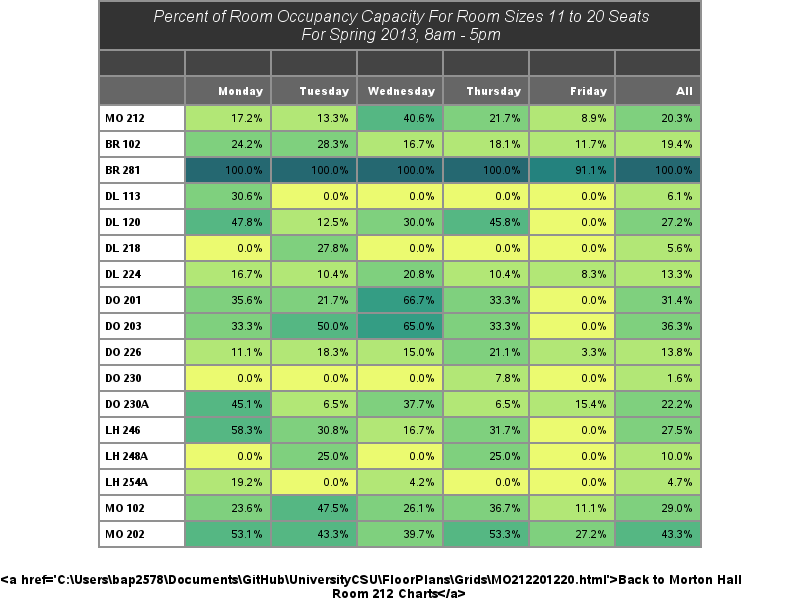 Percent of Room Occupancy Capacity For Room Sizes 11 to 20 Seats
For Spring 2013, 8am - 5pm
Monday Tuesday Wednesday Thursday Friday All
MO 212 17.2% 13.3% 40.6% 21.7% 8.9% 20.3%
BR 102 24.2% 28.3% 16.7% 18.1% 11.7% 19.4%
BR 281 100.0% 100.0% 100.0% 100.0% 91.1% 100.0%
DL 113 30.6% 0.0% 0.0% 0.0% 0.0% 6.1%
DL 120 47.8% 12.5% 30.0% 45.8% 0.0% 27.2%
DL 218 0.0% 27.8% 0.0% 0.0% 0.0% 5.6%
DL 224 16.7% 10.4% 20.8% 10.4% 8.3% 13.3%
DO 201 35.6% 21.7% 66.7% 33.3% 0.0% 31.4%
DO 203 33.3% 50.0% 65.0% 33.3% 0.0% 36.3%
DO 226 11.1% 18.3% 15.0% 21.1% 3.3% 13.8%
DO 230 0.0% 0.0% 0.0% 7.8% 0.0% 1.6%
DO 230A 45.1% 6.5% 37.7% 6.5% 15.4% 22.2%
LH 246 58.3% 30.8% 16.7% 31.7% 0.0% 27.5%
LH 248A 0.0% 25.0% 0.0% 25.0% 0.0% 10.0%
LH 254A 19.2% 0.0% 4.2% 0.0% 0.0% 4.7%
MO 102 23.6% 47.5% 26.1% 36.7% 11.1% 29.0%
MO 202 53.1% 43.3% 39.7% 53.3% 27.2% 43.3%
<a href='C:\Users\bap2578\Documents\GitHub\UniversityCSU\FloorPlans\Grids\MO212201220.html'>Back to Morton Hall
Room 212 Charts</a>